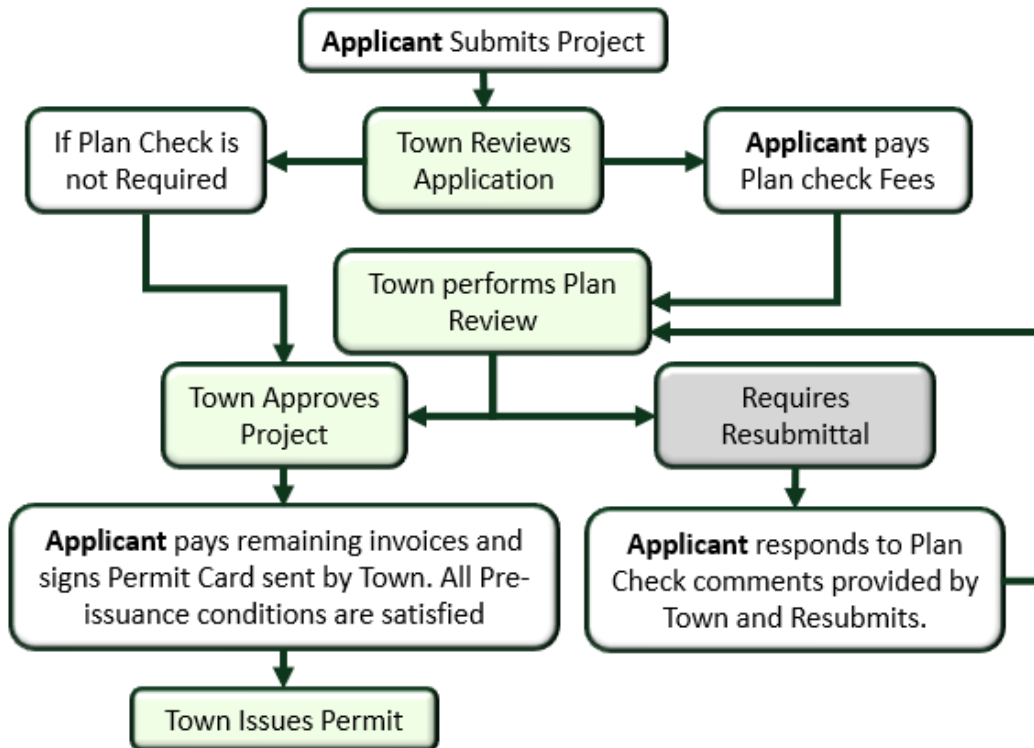 Applicant Submits Project
If Plan Check is
not Required
Town Reviews
Application
Applicant pays
Plan check Fees
Town performs Plan
Review
Town Approves
Project
Requires
Resubmittal
Applicant pays remaining invoices and
signs Permit Card sent by Town. All Pre-
issuance conditions are satisfied
Applicant responds to Plan
Check comments provided by
Town and Resubmits.
Town Issues Permit